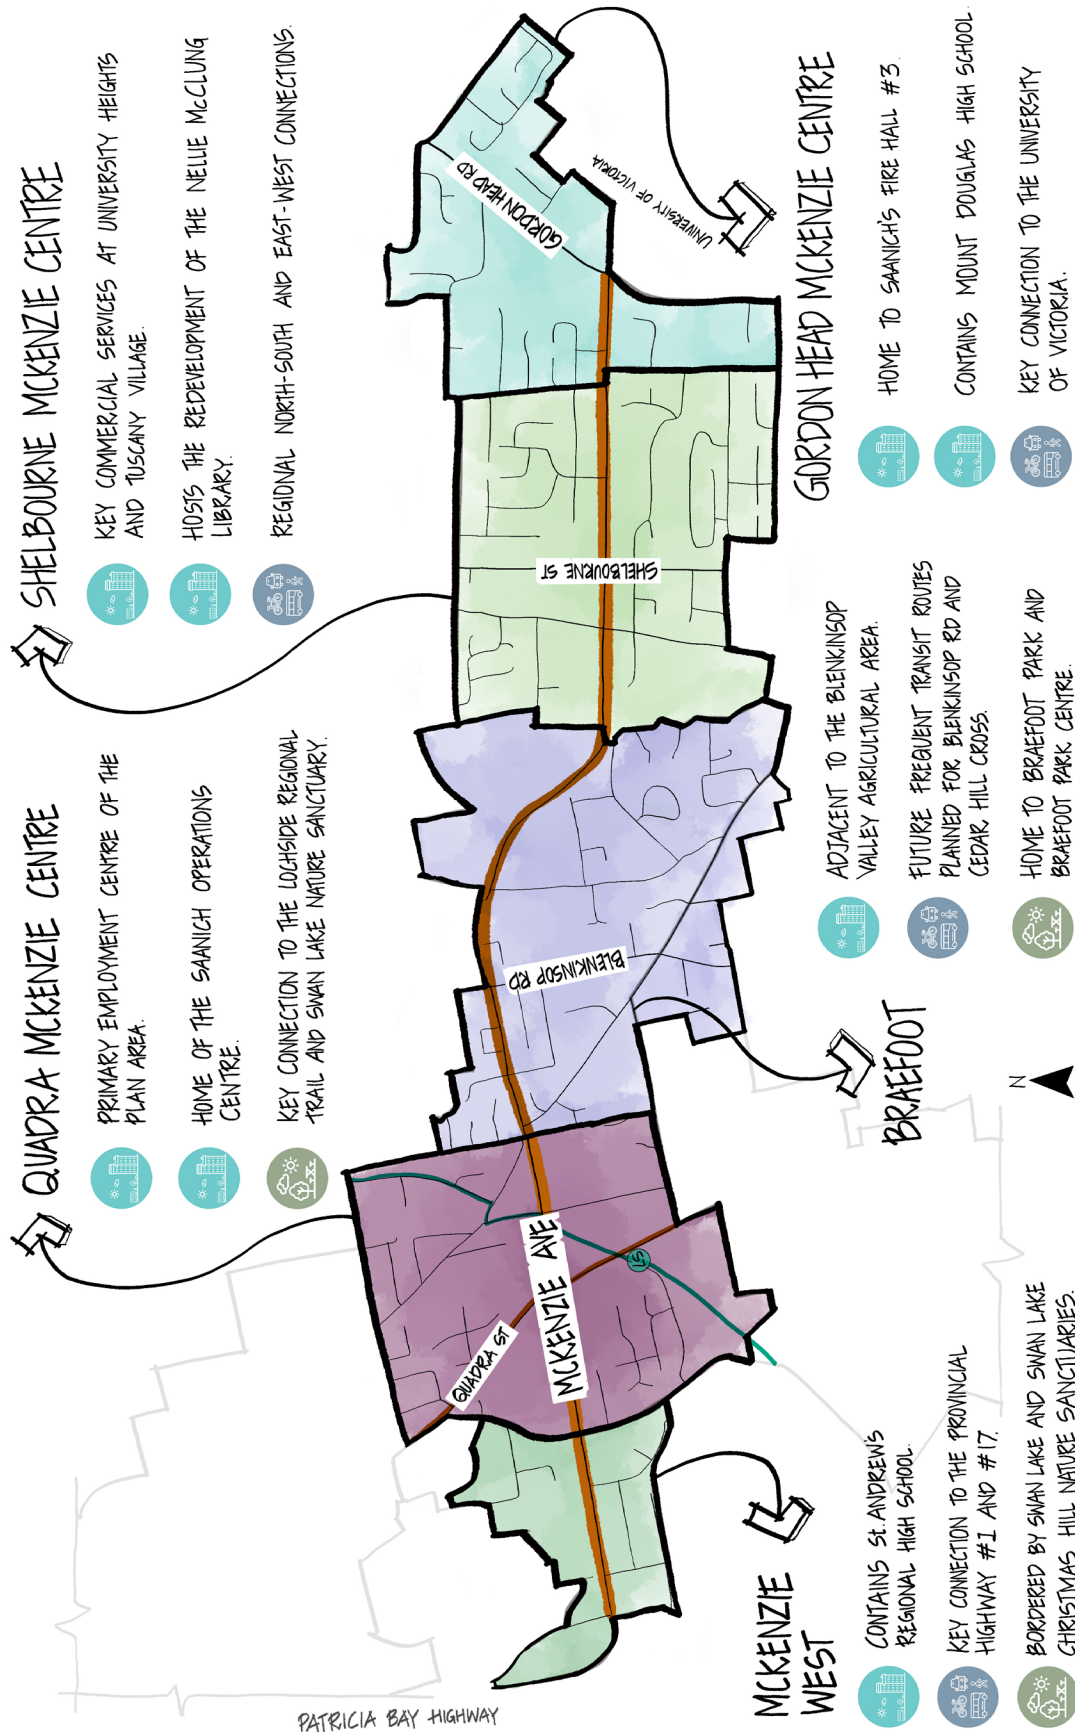 QUADRA MCKENZIE CENTRE
PRIMARY EMPLOYMENT CENTRE OF THE
PLAN AREA.
HOME OF THE SAANICH OPERATIONS
CENTRE.
KEY CONNECTION TO THE LOCHSIDE REGIONAL
TRAIL AND SWAN LAKE NATURE SANCTUARY.
SHELBOURNE MCKENZIE CENTRE
KEY COMMERCIAL SERVICES AT UNIVERSITY HEIGHTS
AND TUSCANY VILLAGE.
HOSTS THE REDEVELOPMENT OF THE NELLIE McCLUNG
LIBRARY.
REGIONAL NORTH-SOUTH AND EAST-WEST CONNECTIONS.
PATRICIA BAY HIGHWAY
QUADRA ST
MCKENZIE AVE
LST
BLENKINSOP RD
SHELBOURNE ST
GORDON HEAD RD
UNIVERSITY OF VICTORIA
MCKENZIE
WEST
CONTAINS St. ANDREW'S
REGIONAL HIGH SCHOOL.
KEY CONNECTION TO THE PROVINCIAL
HIGHWAY #1 AND #17.
BORDERED BY SWAN LAKE AND SWAN LAKE
CHRISTMAS HILL NATURE SANCTUARIES.
N
BRAEFOOT
ADJACENT TO THE BLENKINSOP
VALLEY AGRICULTURAL AREA.
FUTURE FREQUENT TRANSIT ROUTES
PLANNED FOR BLENKINSOP RD AND
CEDAR HILL CROSS.
HOME TO BRAEFOOT PARK AND
BRAEFOOT PARK CENTRE.
GORDON HEAD MCKENZIE CENTRE
HOME TO SAANICH'S FIRE HALL #3.
CONTAINS MOUNT DOUGLAS HIGH SCHOOL.
KEY CONNECTION TO THE UNIVERSITY
OF VICTORIA.